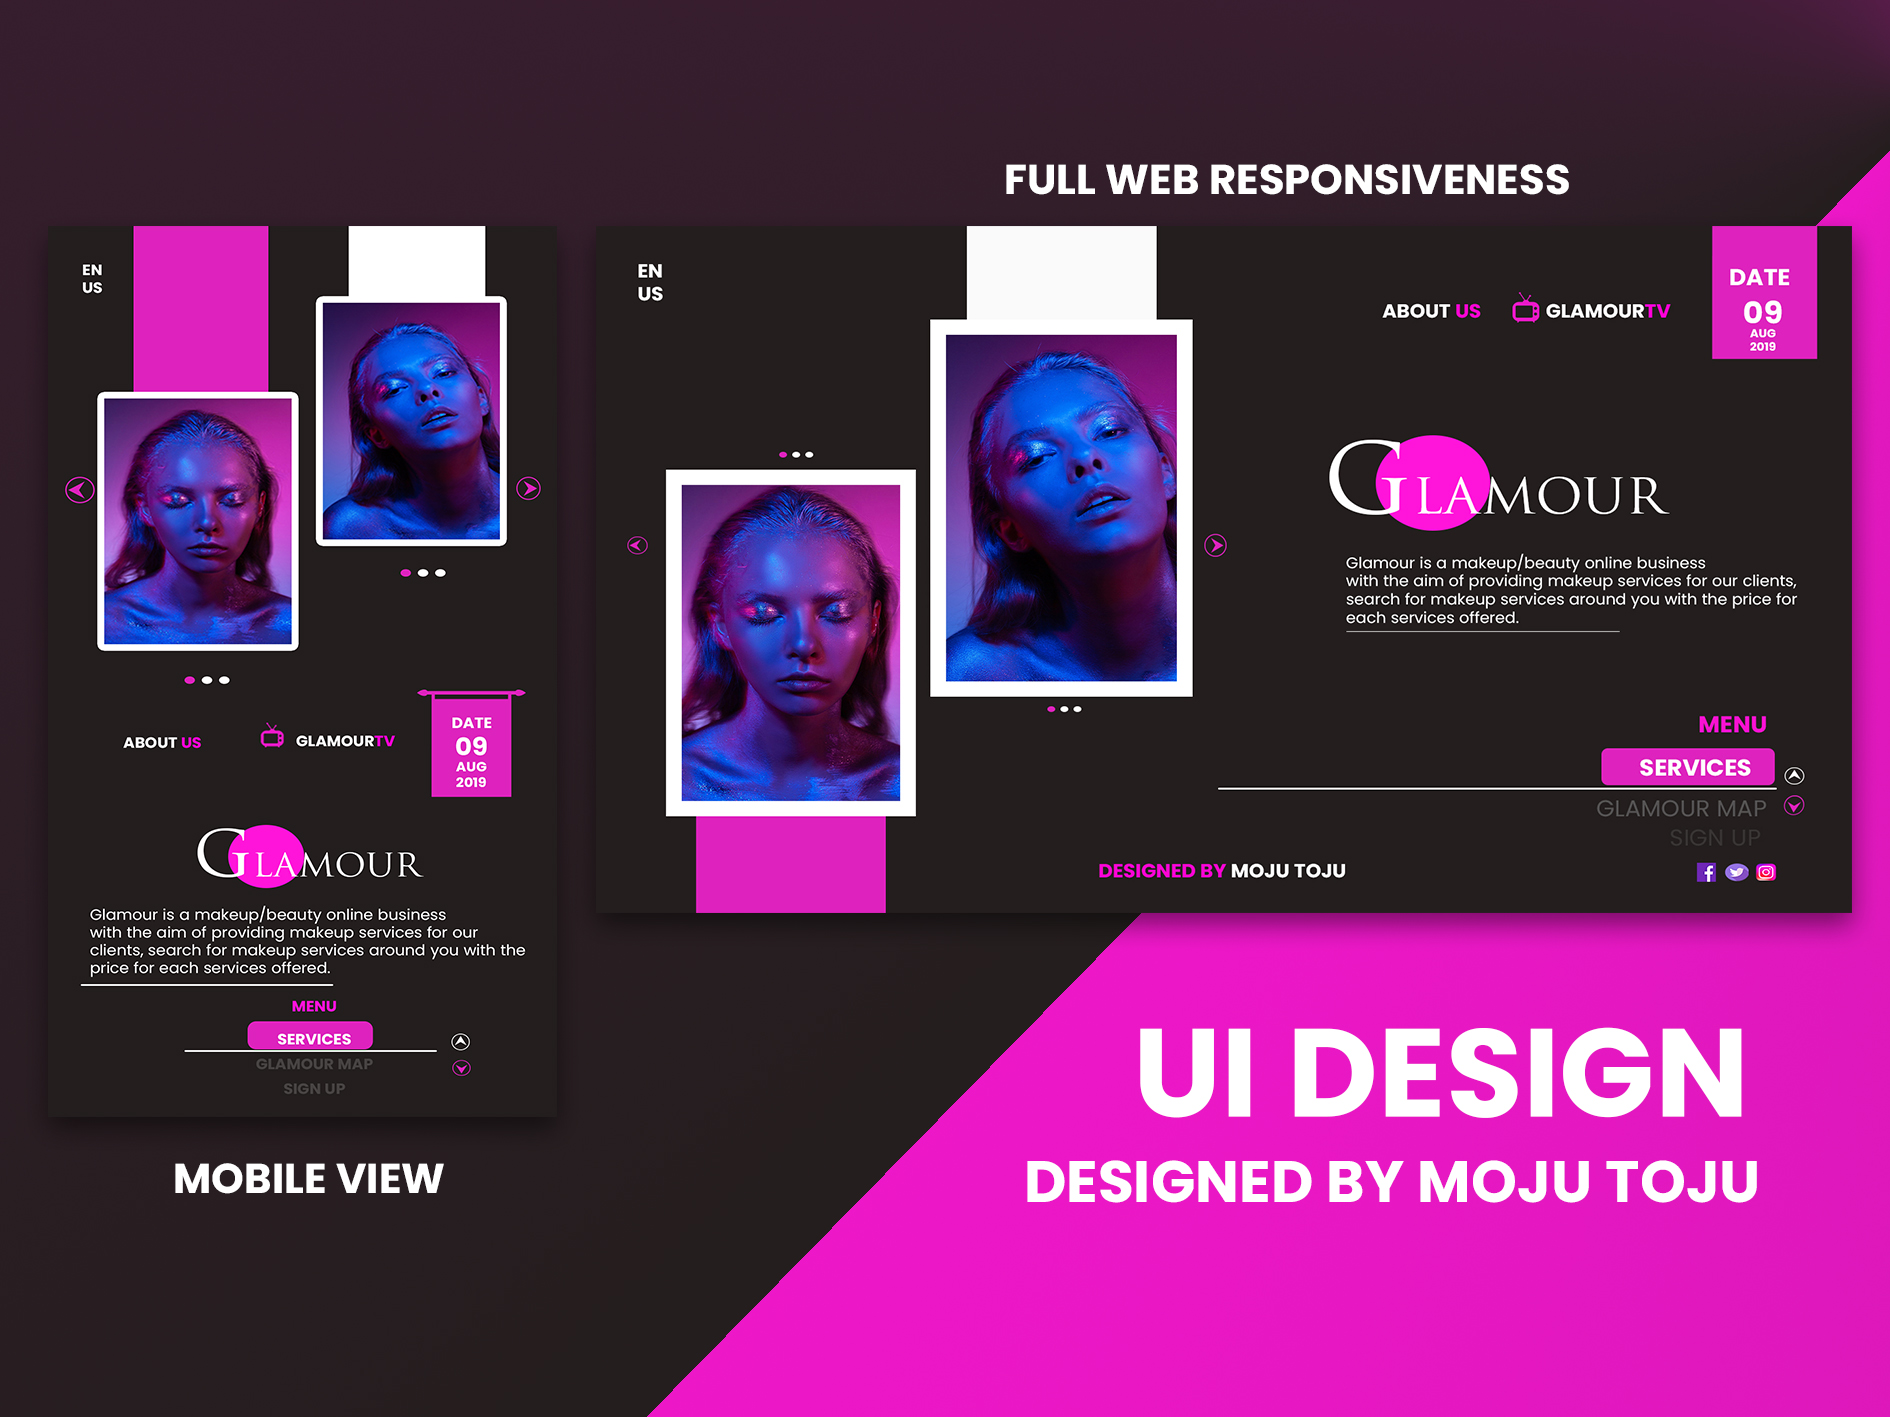 FULL WEB RESPONSIVENESS
EN
US
ABOUT US
GLAMOURTV
DATE
09
AUG
2019
GLAMOUR
Glamour is a makeup/beauty online business
with the aim of providing makeup services for our
clients, search for makeup services around you with the
price for each services offered.
MENU
SERVICES
GLAMOUR MAP
SIGN UP
MOBILE VIEW
EN
US
ABOUT US
GLAMOURTV
DATE
09
AUG
2019
GLAMOUR
Glamour is a makeup/beauty online business
with the aim of providing makeup services for our clients,
search for makeup services around you with the price for
each services offered.
MENU
SERVICES
GLAMOUR MAP
SIGN UP
DESIGNED BY MOJU TOJU
UI DESIGN
DESIGNED BY MOJU TOJU